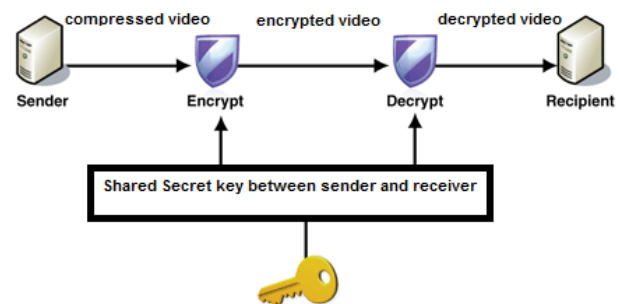 compressed video
encrypted video
decrypted video
Sender
Encrypt
Decrypt
Recipient
Shared Secret key between sender and receiver